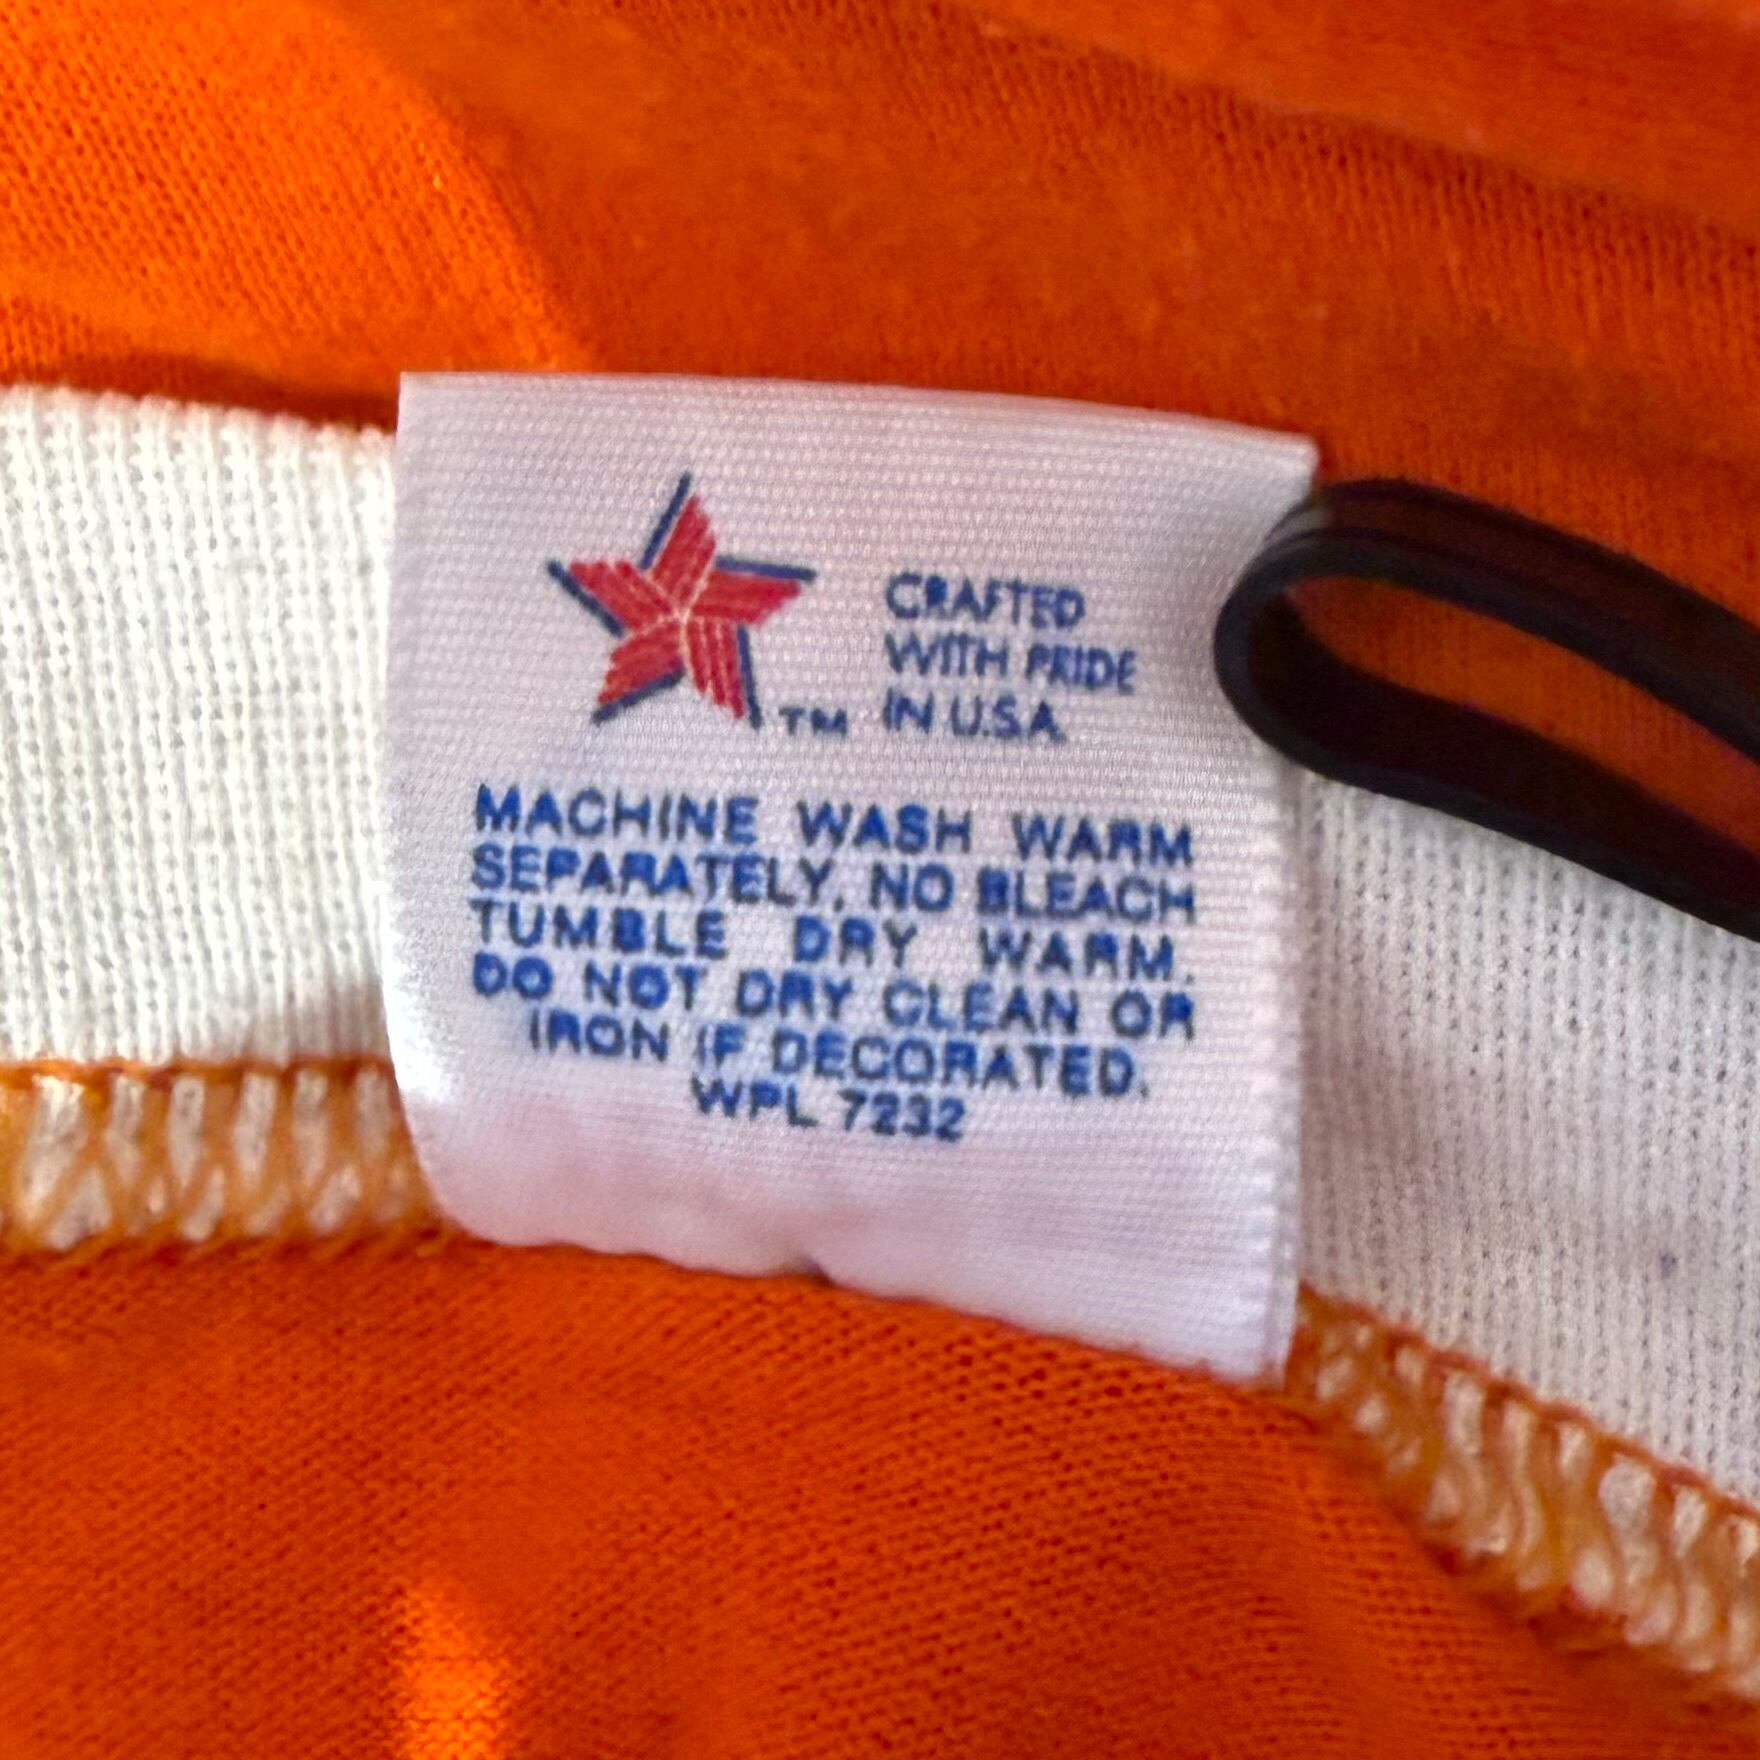 TM
CRAFTED
WITH PRIDE
IN U.S.A
MACHINE WASH WARM
SEPARATELY, NO BLEACH
TUMBLE DRY WARM.
DO NOT DRY CLEAN OR
IRON IF DECORATED.
WPL 7232